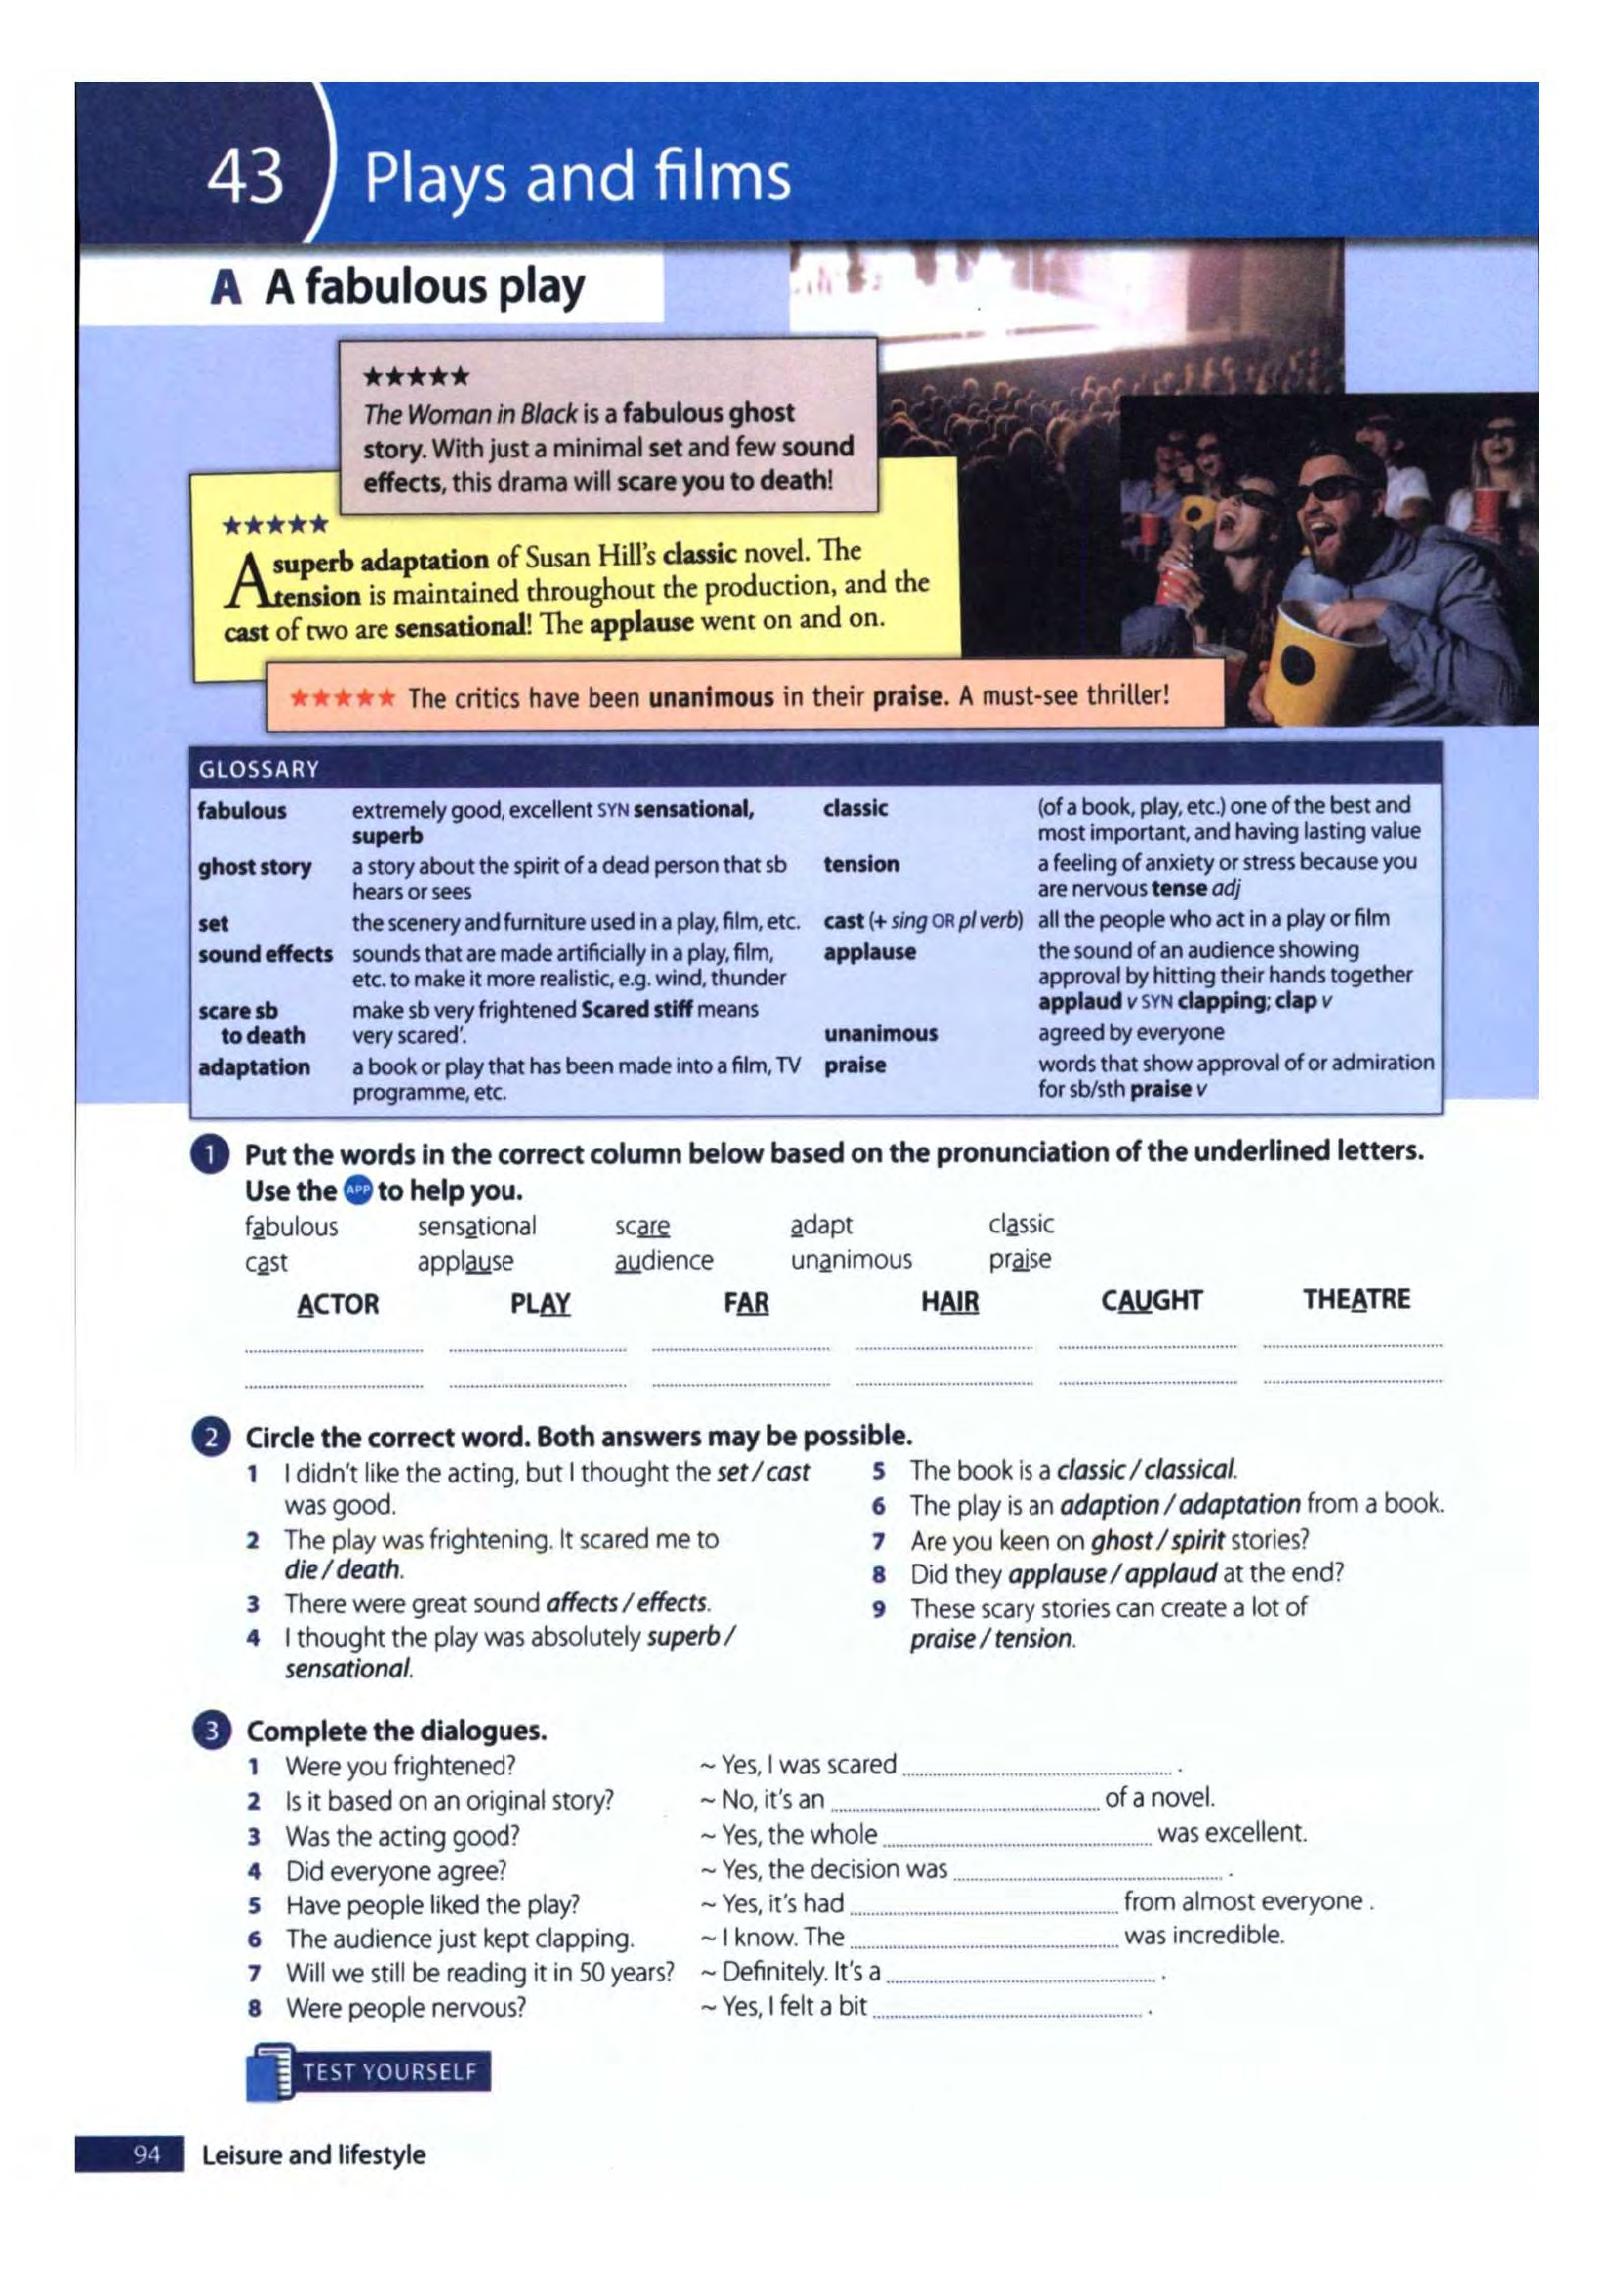 43
Plays and films
A A fabulous play
★★★★★
The Woman in Black is a fabulous ghost
story. With just a minimal set and few sound
effects, this drama will scare you to death!
★★★★★
A superb adaptation of Susan Hill's classic novel. The
tension is maintained throughout the production, and the
cast of two are sensational! The applause went on and on.
★★★★★ The critics have been unanimous in their praise. A must-see thriller!
GLOSSARY
fabulous extremely good, excellent SYN sensational,
superb
ghost story a story about the spirit of a dead person that sb
hears or sees
set the scenery and furniture used in a play, film, etc.
sound effects sounds that are made artificially in a play, film,
etc. to make it more realistic, e.g. wind, thunder
scare sb make sb very frightened Scared stiff means
to death very scared'.
adaptation a book or play that has been made into a film, TV
programme, etc.
classic (of a book, play, etc.) one of the best and
most important, and having lasting value
tension a feeling of anxiety or stress because you
are nervous tense adj
cast (+ sing OR pl verb) all the people who act in a play or film
applause the sound of an audience showing
approval by hitting their hands together
applaud v SYN clapping; clap v
unanimous agreed by everyone
praise words that show approval of or admiration
for sb/sth praise v
1 Put the words in the correct column below based on the pronunciation of the underlined letters.
Use the APP to help you.
fabulous sensational scare adapt classic
cast applause audience unanimous praise
ACTOR PLAY FAR HAIR CAUGHT THEATRE
2 Circle the correct word. Both answers may be possible.
1 I didn't like the acting, but I thought the set / cast
was good.
2 The play was frightening. It scared me to
die / death.
3 There were great sound affects / effects.
4 I thought the play was absolutely superb /
sensational.
5 The book is a classic / classical.
6 The play is an adaption / adaptation from a book.
7 Are you keen on ghost / spirit stories?
8 Did they applause / applaud at the end?
9 These scary stories can create a lot of
praise / tension.
3 Complete the dialogues.
1 Were you frightened? ~ Yes, I was scared .
2 Is it based on an original story? ~ No, it's an of a novel.
3 Was the acting good? ~ Yes, the whole was excellent.
4 Did everyone agree? ~ Yes, the decision was .
5 Have people liked the play? ~ Yes, it's had from almost everyone .
6 The audience just kept clapping. ~ I know. The was incredible.
7 Will we still be reading it in 50 years? ~ Definitely. It's a .
8 Were people nervous? ~ Yes, I felt a bit .
TEST YOURSELF
94 Leisure and lifestyle